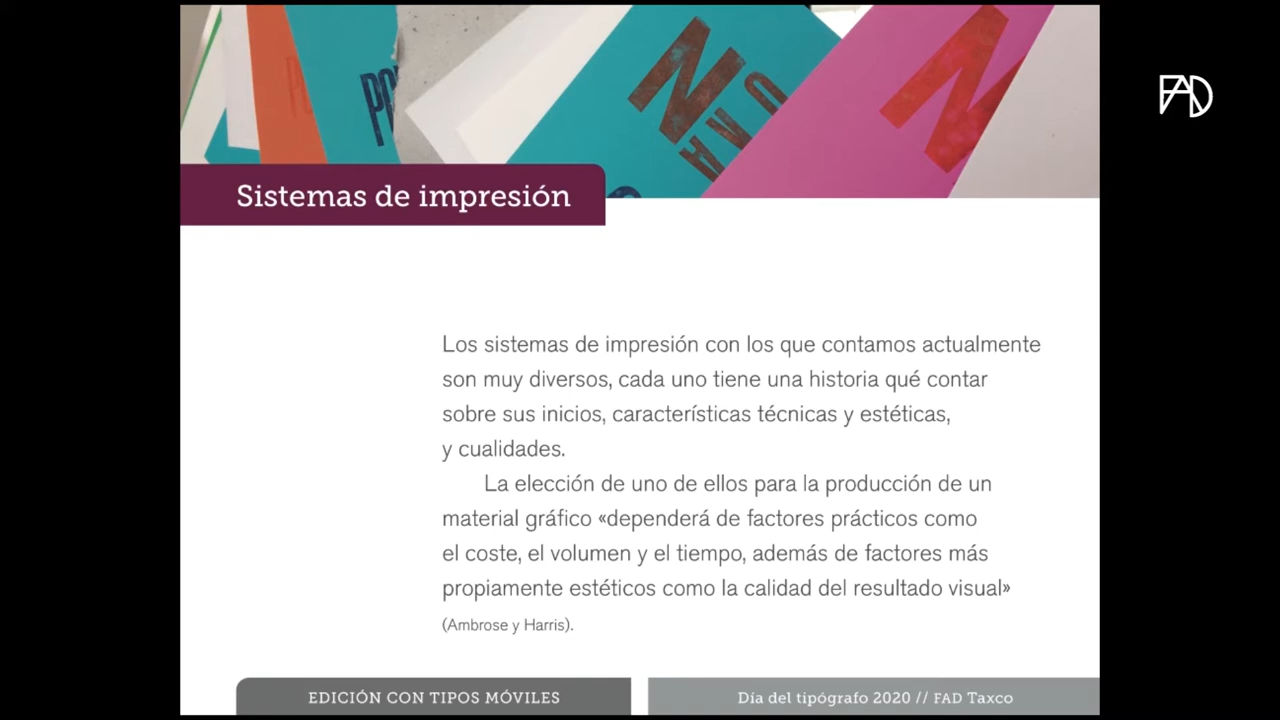 FAD
Sistemas de impresión
Los sistemas de impresión con los que contamos actualmente
son muy diversos, cada uno tiene una historia qué contar
sobre sus inicios, características técnicas y estéticas,
y cualidades.
La elección de uno de ellos para la producción de un
material gráfico «dependerá de factores prácticos como
el coste, el volumen y el tiempo, además de factores más
propiamente estéticos como la calidad del resultado visual»
(Ambrose y Harris).
EDICIÓN CON TIPOS MÓVILES
Día del tipógrafo 2020 // FAD Taxco